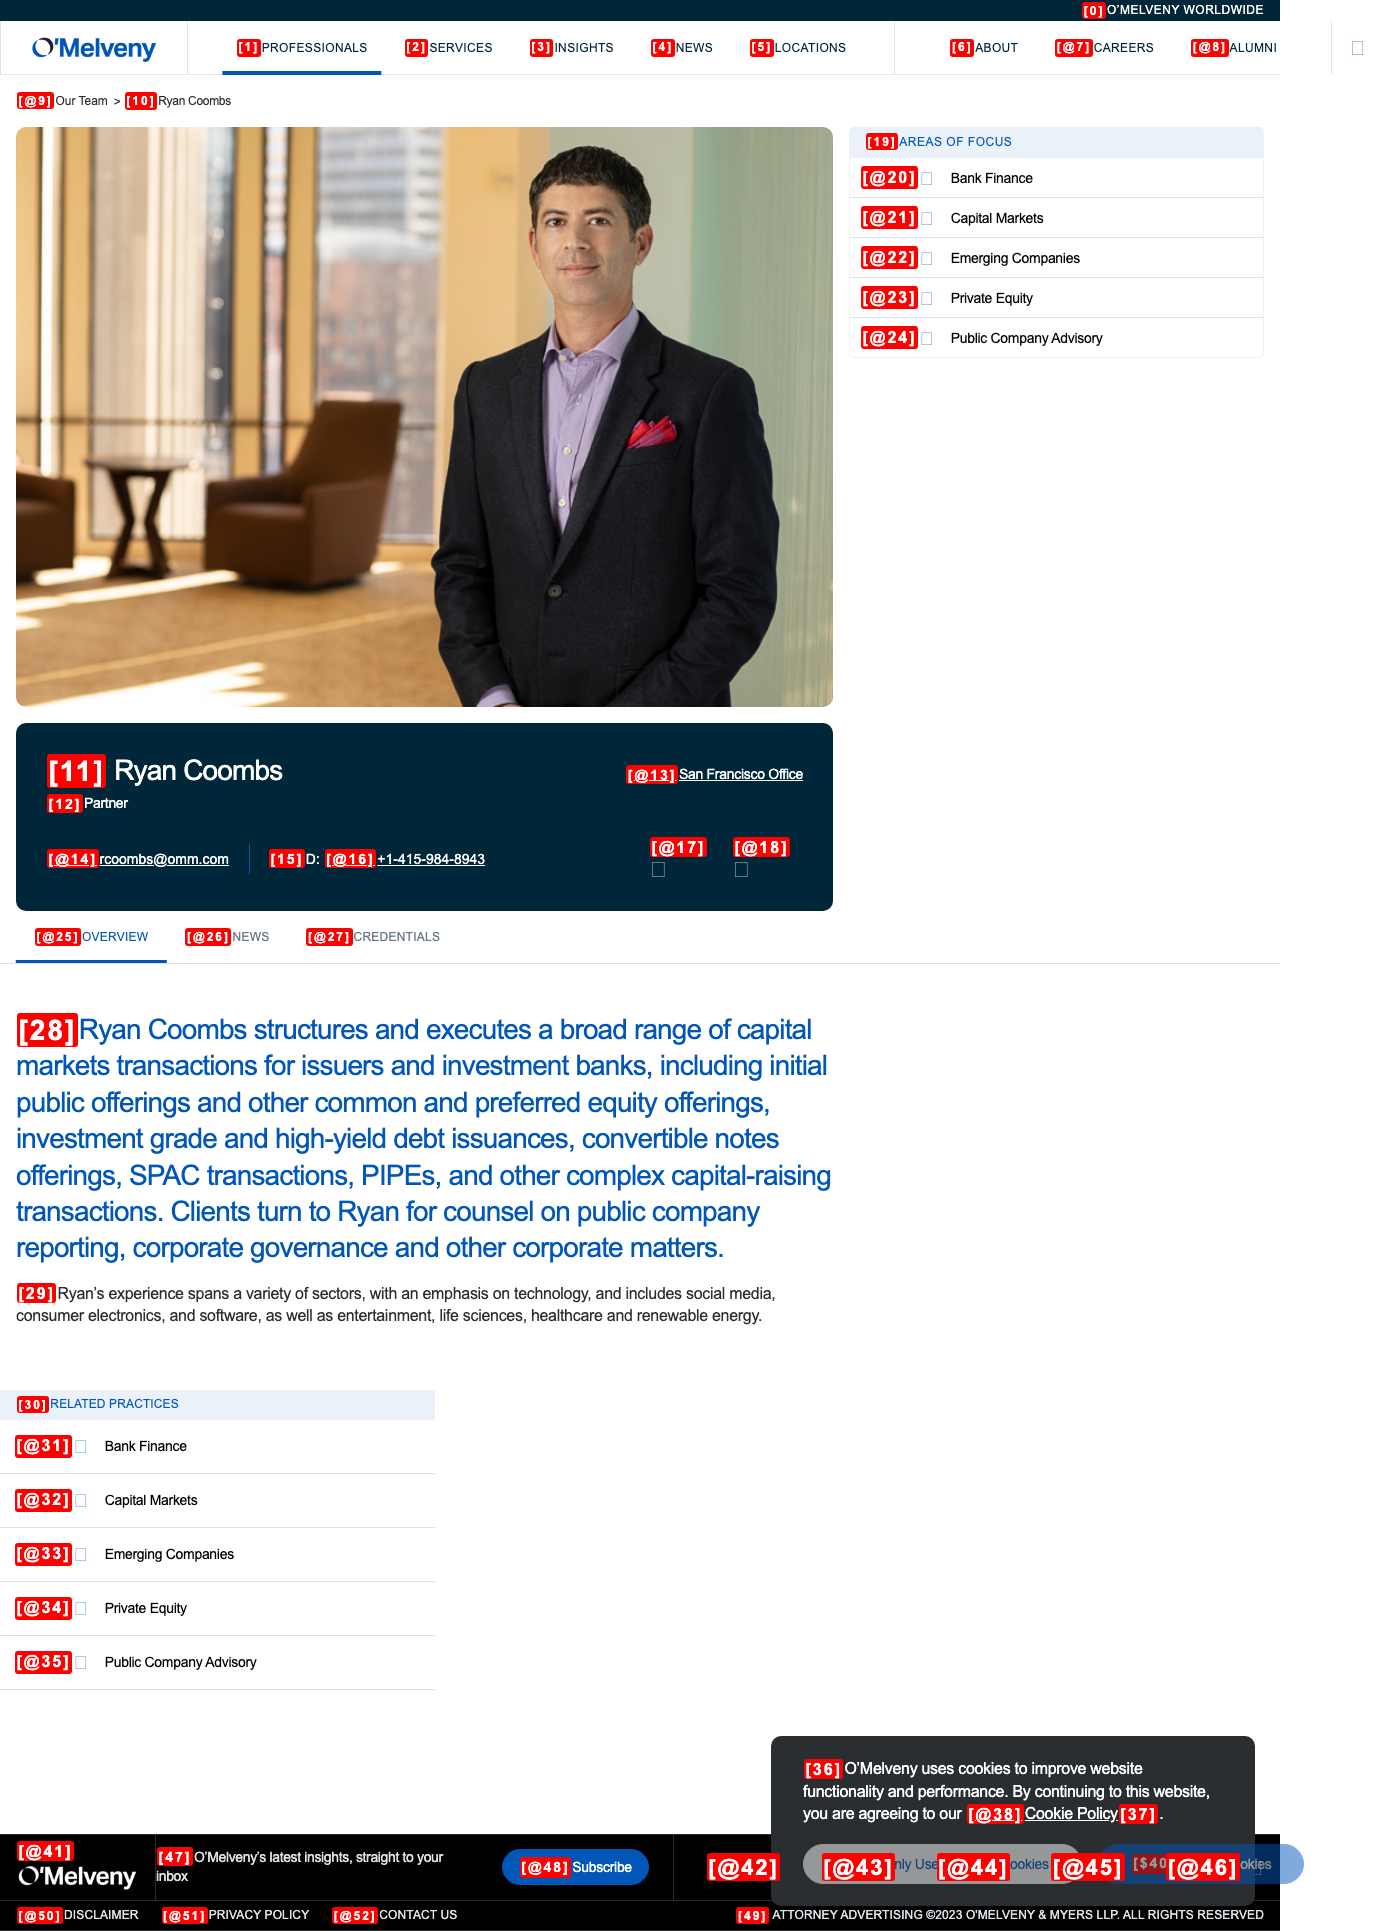 [0] O'MELVENY WORLDWIDE
O'Melveny [1] PROFESSIONALS [2] SERVICES [3] INSIGHTS [4] NEWS [5] LOCATIONS [6] ABOUT [@7] CAREERS [@8] ALUMNI
[@9] Our Team > [10] Ryan Coombs
[19] AREAS OF FOCUS
[@20] Bank Finance
[@21] Capital Markets
[@22] Emerging Companies
[@23] Private Equity
[@24] Public Company Advisory
[11] Ryan Coombs
[@13] San Francisco Office
[12] Partner
[@14] rcoombs@omm.com [15] D: [@16] +1-415-984-8943 [@17] [@18]
[@25] OVERVIEW [@26] NEWS [@27] CREDENTIALS
[28] Ryan Coombs structures and executes a broad range of capital
markets transactions for issuers and investment banks, including initial
public offerings and other common and preferred equity offerings,
investment grade and high-yield debt issuances, convertible notes
offerings, SPAC transactions, PIPEs, and other complex capital-raising
transactions. Clients turn to Ryan for counsel on public company
reporting, corporate governance and other corporate matters.
[29] Ryan's experience spans a variety of sectors, with an emphasis on technology, and includes social media,
consumer electronics, and software, as well as entertainment, life sciences, healthcare and renewable energy.
[30] RELATED PRACTICES
[@31] Bank Finance
[@32] Capital Markets
[@33] Emerging Companies
[@34] Private Equity
[@35] Public Company Advisory
[36] O'Melveny uses cookies to improve website
functionality and performance. By continuing to this website,
you are agreeing to our [@38] Cookie Policy [37] .
[@41]
O'Melveny
[47] O'Melveny's latest insights, straight to your
inbox
[@48] Subscribe
[@42] [@43] [@44] ookies [@45] [$40 [@46] okies
[@50] DISCLAIMER [@51] PRIVACY POLICY [@52] CONTACT US [49] ATTORNEY ADVERTISING ©2023 O'MELVENY & MYERS LLP. ALL RIGHTS RESERVED